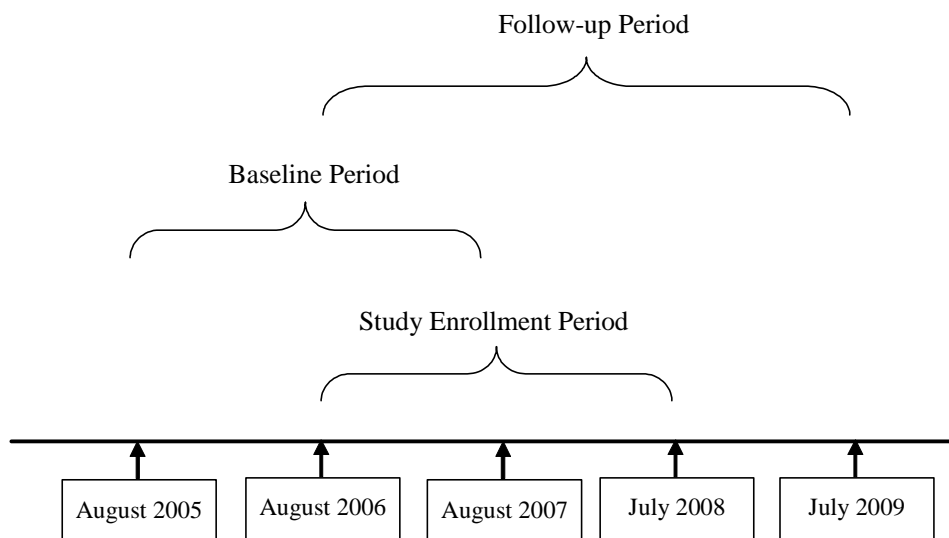 Follow-up Period
Baseline Period
Study Enrollment Period
August 2005
August 2006
August 2007
July 2008
July 2009